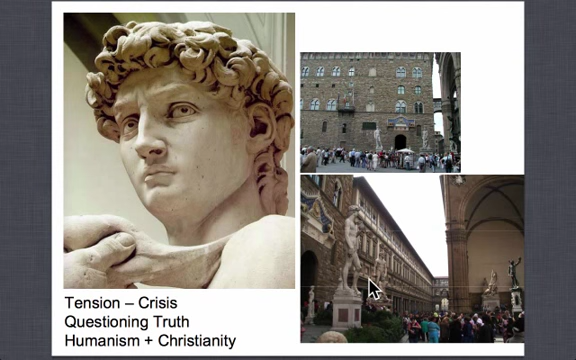 Tension – Crisis
Questioning Truth
Humanism + Christianity